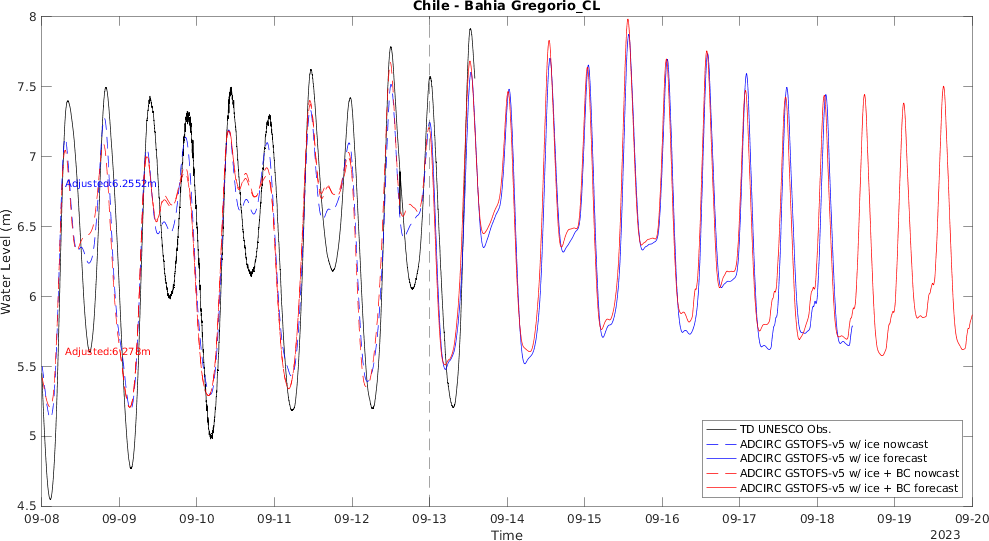 Chile - Bahia Gregorio_CL
Water Level (m)
8
7.5
7
6.5
6
5.5
5
4.5
Adjusted:6.2552m
Adjusted:6.278m
TD UNESCO Obs.
ADCIRC GSTOFS-v5 w/ ice nowcast
ADCIRC GSTOFS-v5 w/ ice forecast
ADCIRC GSTOFS-v5 w/ ice + BC nowcast
ADCIRC GSTOFS-v5 w/ ice + BC forecast
09-08 09-09 09-10 09-11 09-12 09-13 09-14 09-15 09-16 09-17 09-18 09-19 09-20
Time
2023